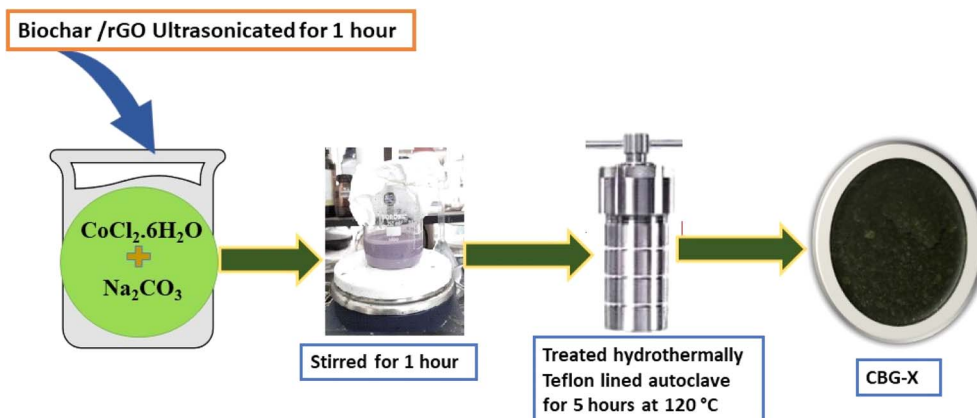 Biochar /rGO Ultrasonicated for 1 hour
CoCl₂.6H₂O
+
Na₂CO₃
Stirred for 1 hour
Treated hydrothermally
Teflon lined autoclave
for 5 hours at 120 °C
CBG-X